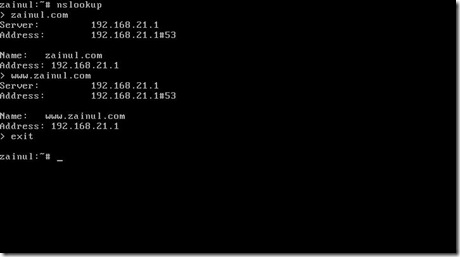 zainul:~# nslookup
> zainul.com
Server:         192.168.21.1
Address:        192.168.21.1#53

Name:   zainul.com
Address: 192.168.21.1
> www.zainul.com
Server:         192.168.21.1
Address:        192.168.21.1#53

Name:   www.zainul.com
Address: 192.168.21.1
> exit

zainul:~# _